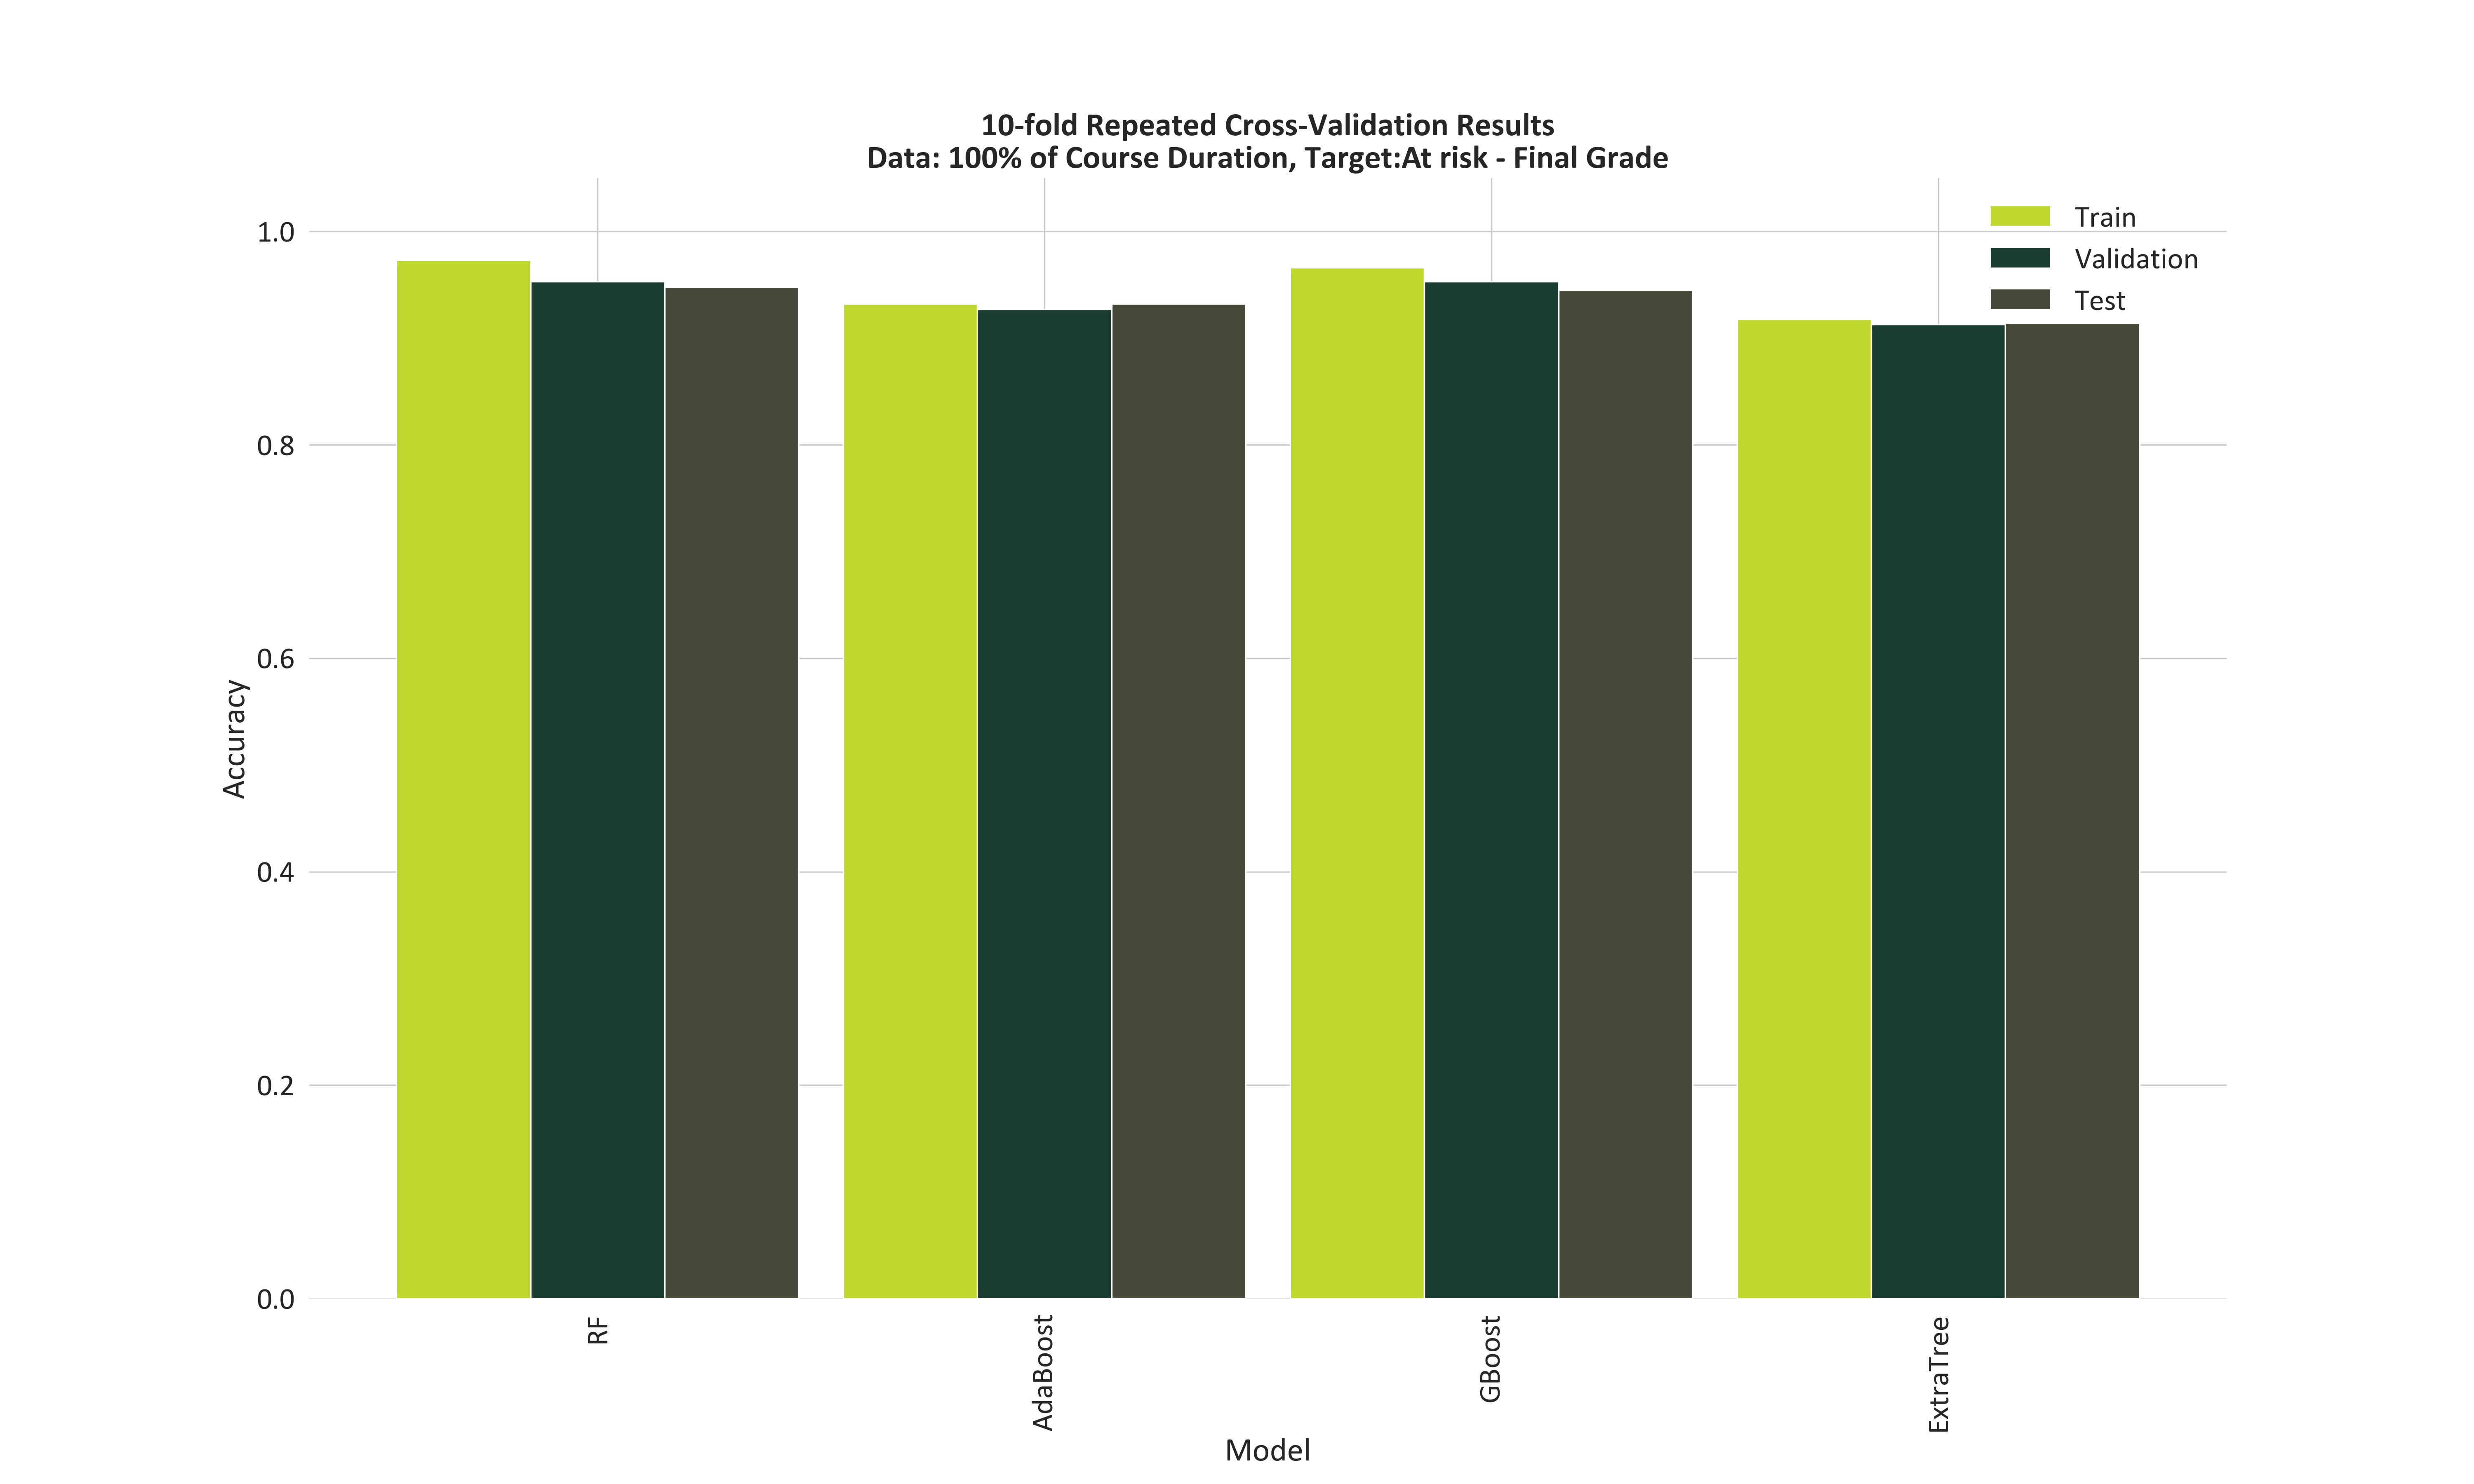 10-fold Repeated Cross-Validation Results
Data: 100% of Course Duration, Target:At risk - Final Grade
Train
Validation
Test
1.0
0.8
0.6
0.4
0.2
0.0
Accuracy
RF
AdaBoost
GBoost
ExtraTree
Model